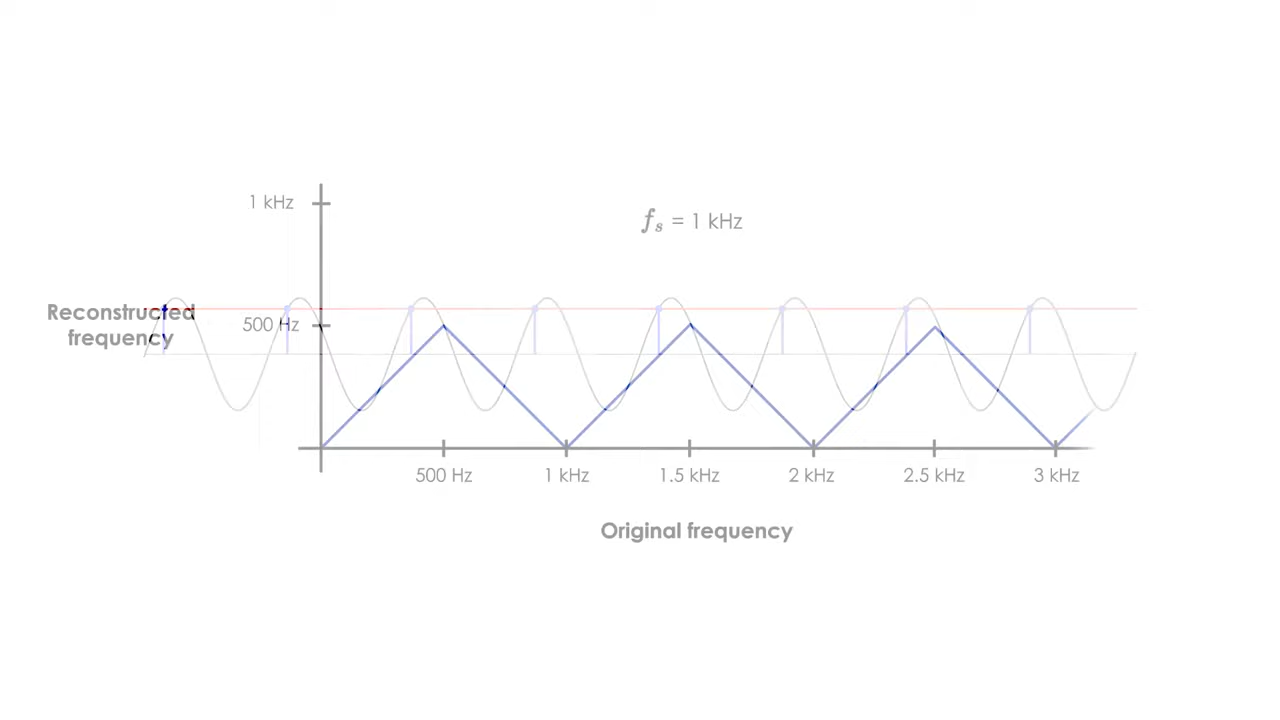 1 kHz
fs = 1 kHz
Reconstructed
frequency
500 Hz
500 Hz
1 kHz
1.5 kHz
2 kHz
2.5 kHz
3 kHz
Original frequency